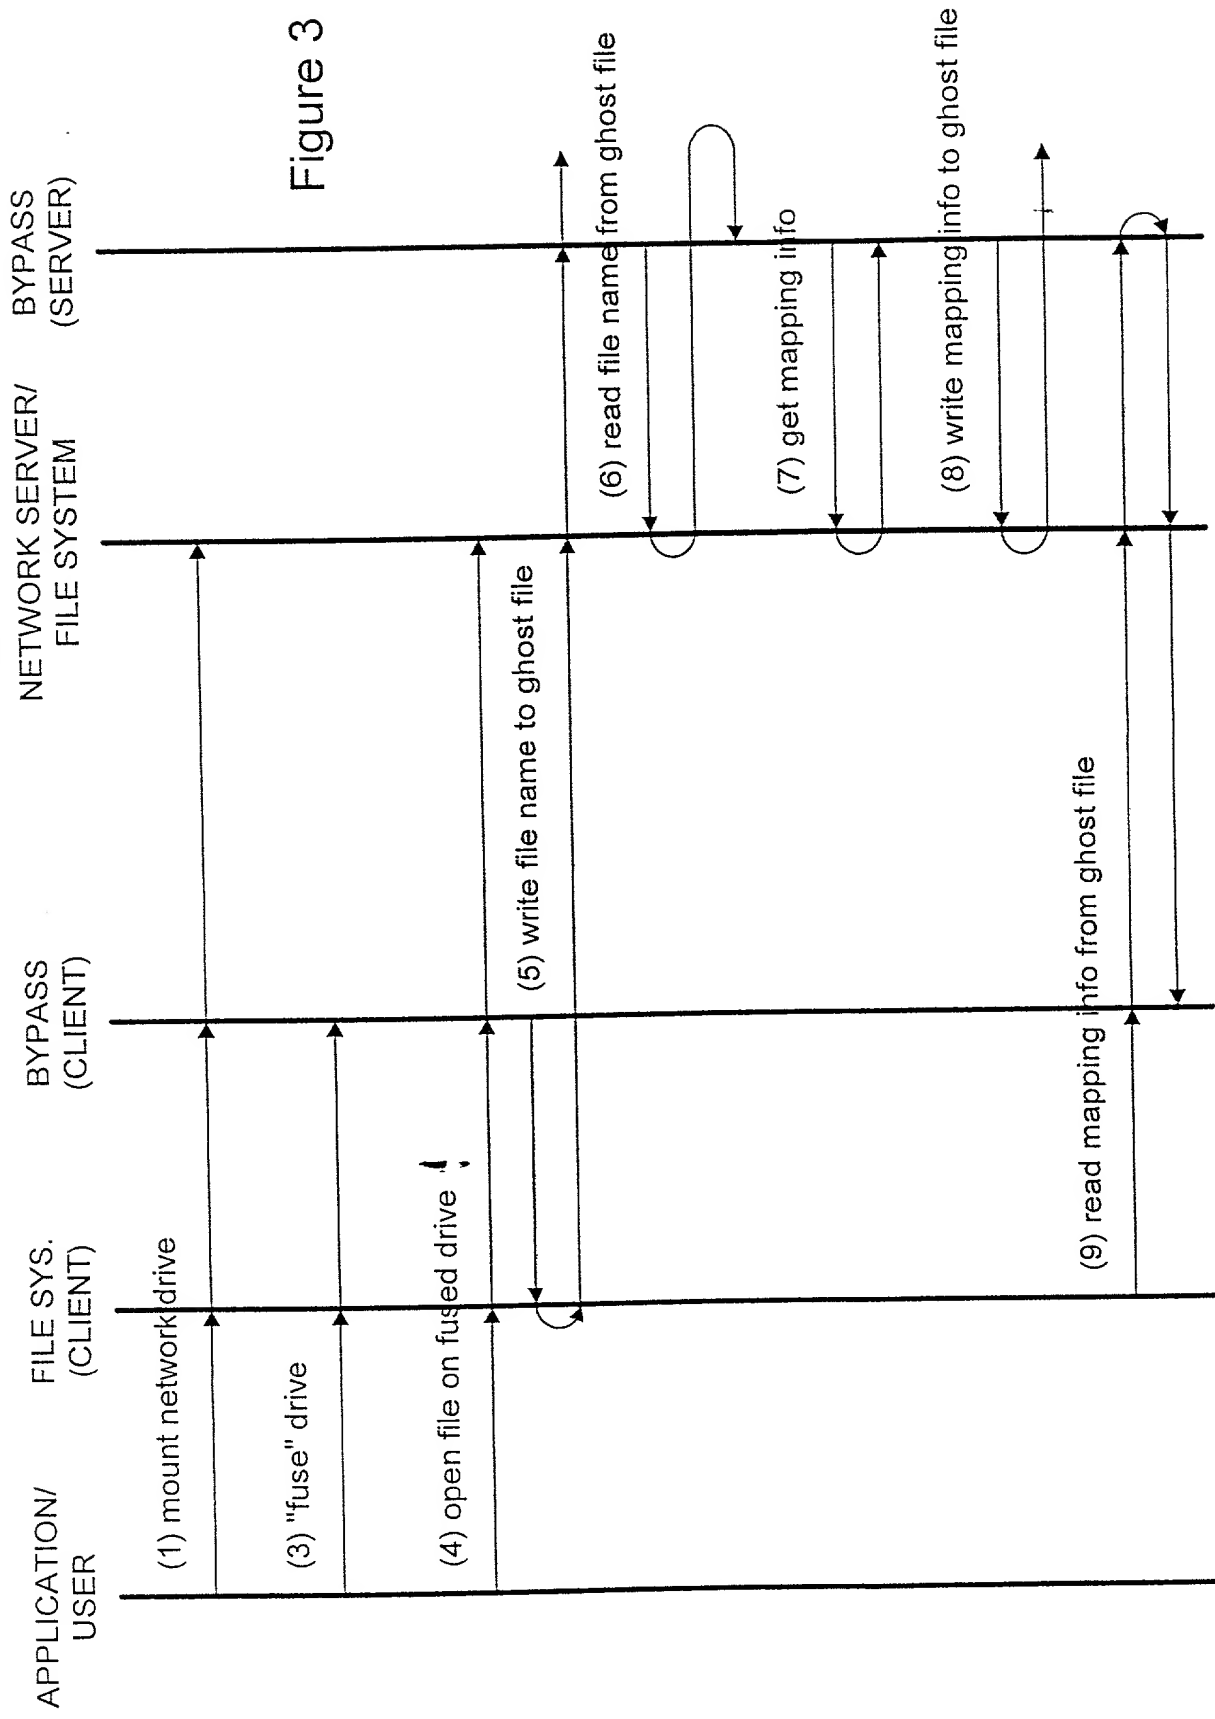 Figure 3
APPLICATION/
USER
FILE SYS.
(CLIENT)
BYPASS
(CLIENT)
NETWORK SERVER/
FILE SYSTEM
BYPASS
(SERVER)
(1) mount network drive
(3) "fuse" drive
(4) open file on fused drive
(5) write file name to ghost file
(6) read file name from ghost file
(7) get mapping info
(8) write mapping info to ghost file
(9) read mapping info from ghost file